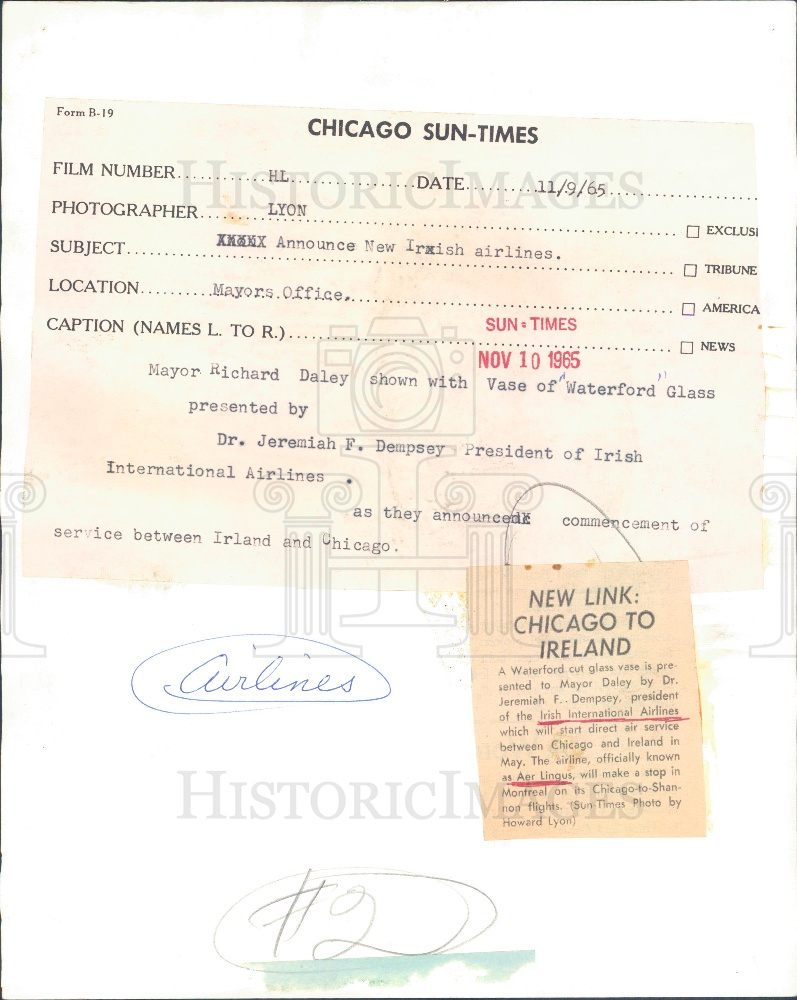 Form B-19
CHICAGO SUN-TIMES
FILM NUMBER..........HL....................DATE...........11/9/65....................
PHOTOGRAPHER.......LYON
☐ EXCLUSI
SUBJECT..............XXXXX Announce New Irxish airlines.
☐ TRIBUNE
LOCATION..........Mayors Office.
☐ AMERICA
CAPTION (NAMES L. TO R.)
SUN-TIMES
☐ NEWS
NOV 10 1965
Mayor Richard Daley shown with Vase of "Waterford" Glass
presented by
Dr. Jeremiah F. Dempsey President of Irish
International Airlines .
as they announced commencement of
service between Irland and Chicago.
NEW LINK:
CHICAGO TO
IRELAND
A Waterford cut glass vase is pre-
sented to Mayor Daley by Dr.
Jeremiah F. Dempsey, president
of the Irish International Airlines
which will start direct air service
between Chicago and Ireland in
May. The airline, officially known
as Aer Lingus, will make a stop in
Montreal on its Chicago-to-Shan-
non flights. (Sun-Times Photo by
Howard Lyon)
Airlines
#2
HISTORICIMAGES
HISTORICIMAGES